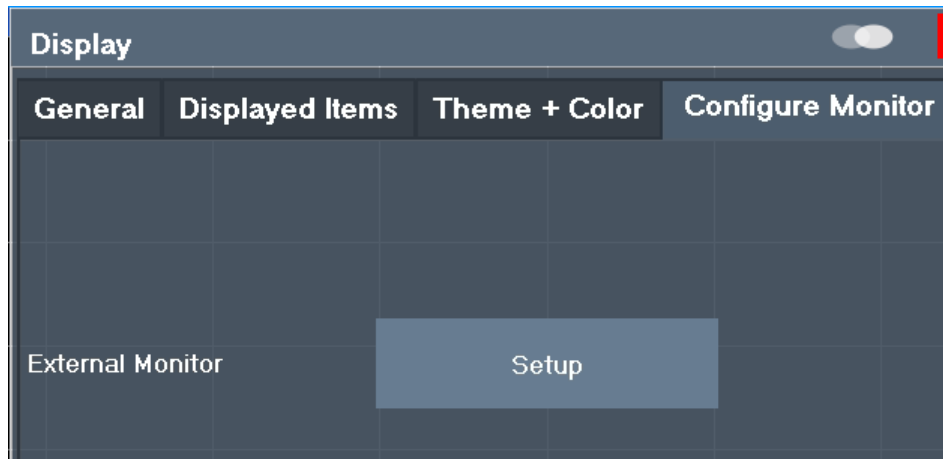 Display
General Displayed Items Theme + Color Configure Monitor
External Monitor Setup